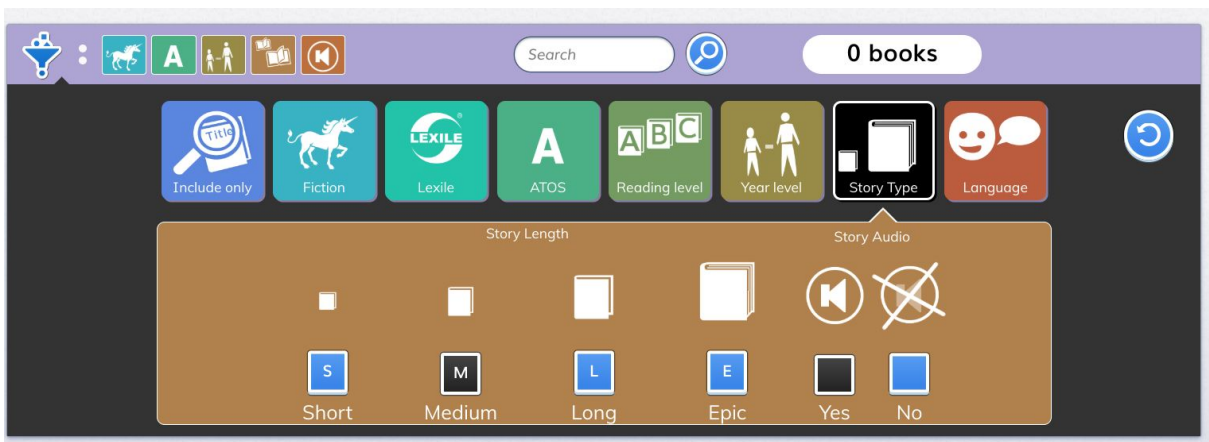 A Search 0 books
Title LEXILE A A B C
Include only Fiction Lexile ATOS Reading level Year level Story Type Language
Story Length Story Audio
S M L E
Short Medium Long Epic Yes No